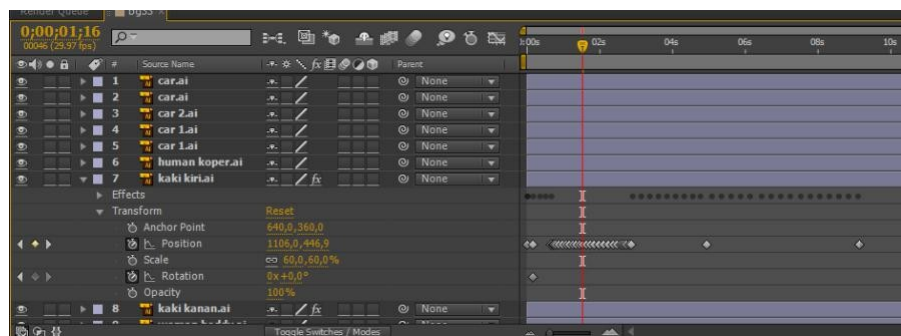 Render Queue bg33 ×
0;00;01;16
00046 (29.97 fps)
:00s 02s 04s 06s 08s 10s
# Source Name Parent
1 car.ai None
2 car.ai None
3 car 2.ai None
4 car 1.ai None
5 car 1.ai None
6 human koper.ai None
7 kaki kiri.ai fx None
Effects
Transform Reset
Anchor Point 640,0,360,0
Position 1106,0,446,9
Scale 60,0,60,0%
Rotation 0x+0,0°
Opacity 100%
8 kaki kanan.ai fx None
Toggle Switches / Modes